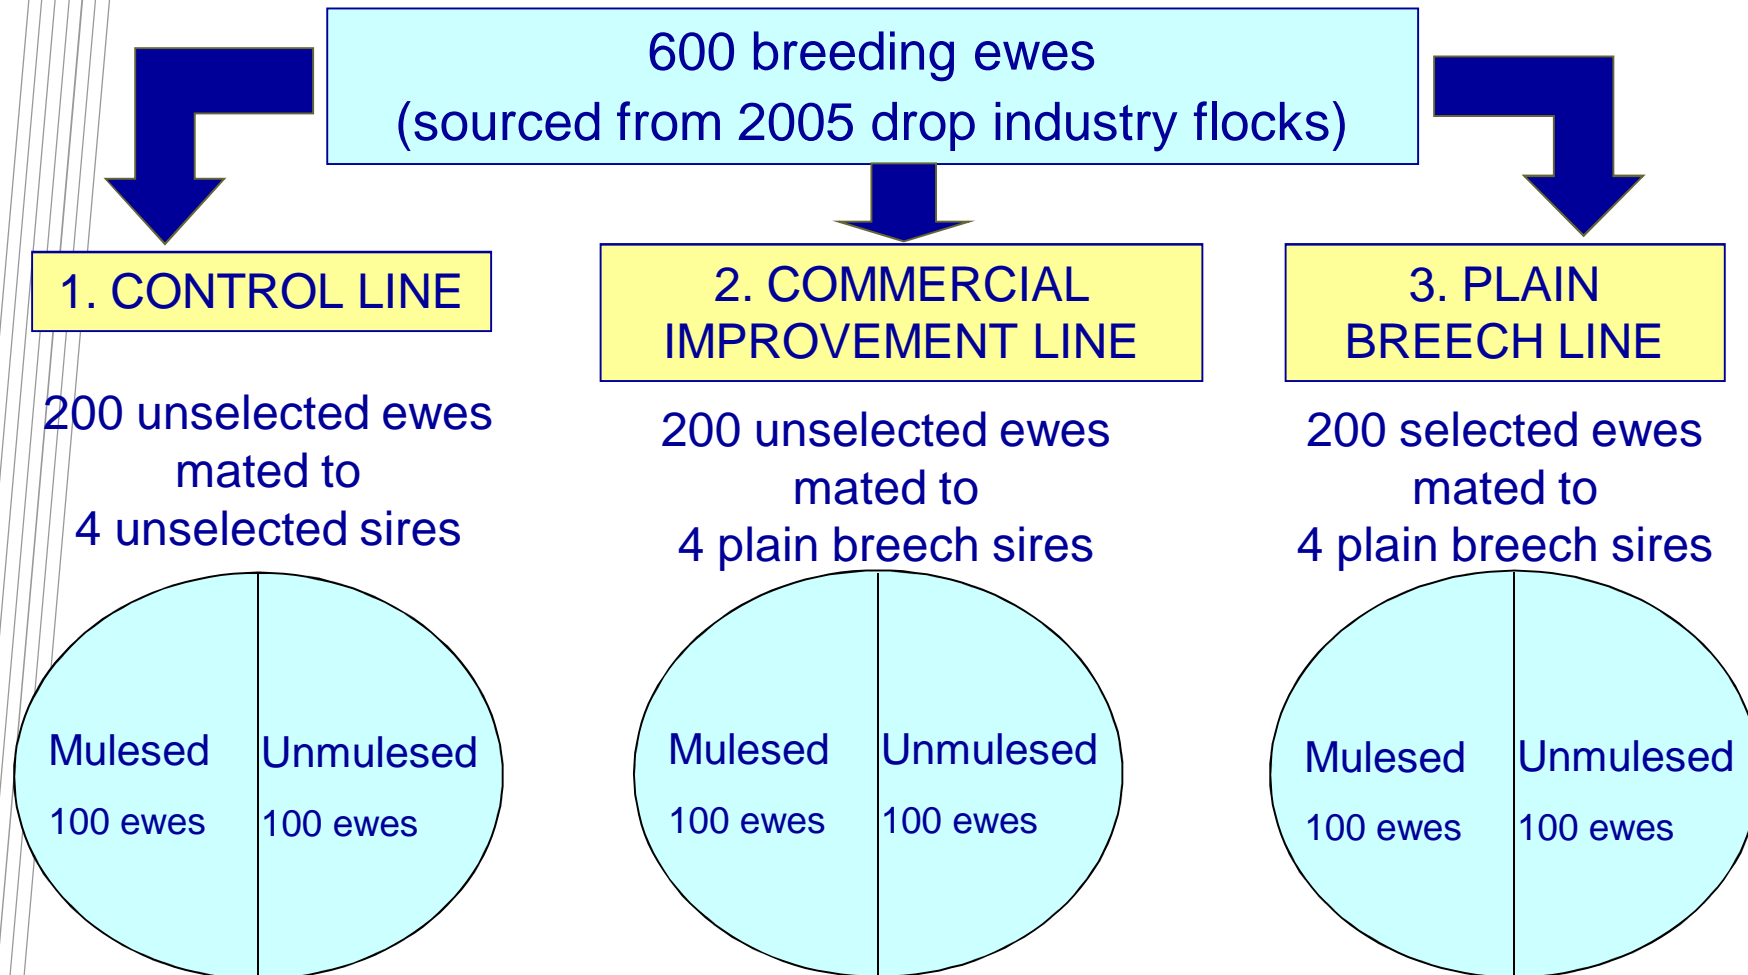 600 breeding ewes
(sourced from 2005 drop industry flocks)
1. CONTROL LINE
200 unselected ewes
mated to
4 unselected sires
Mulesed
Unmulesed
100 ewes
100 ewes
2. COMMERCIAL
IMPROVEMENT LINE
200 unselected ewes
mated to
4 plain breech sires
Mulesed
Unmulesed
100 ewes
100 ewes
3. PLAIN
BREECH LINE
200 selected ewes
mated to
4 plain breech sires
Mulesed
Unmulesed
100 ewes
100 ewes